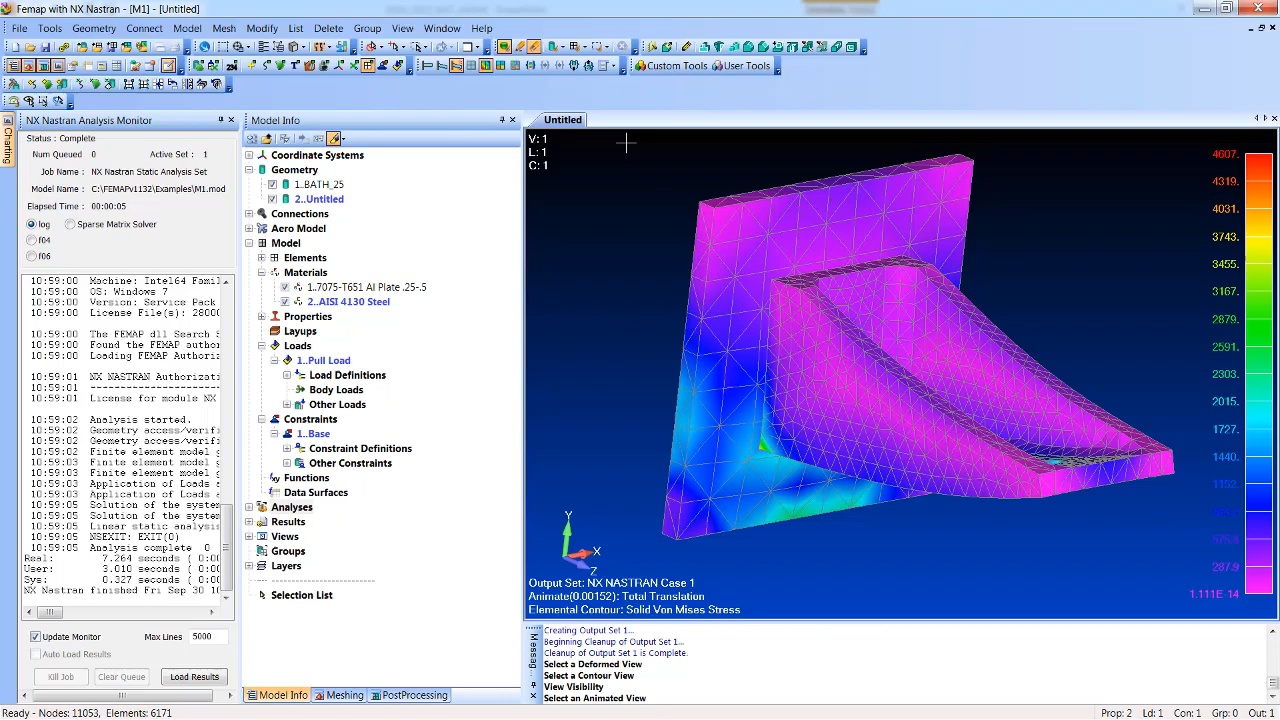 Femap with NX Nastran - [M1] - [Untitled]
File Tools Geometry Connect Model Mesh Modify List Delete Group View Window Help
Custom Tools User Tools
NX Nastran Analysis Monitor
Status : Complete
Num Queued 0 Active Set : 1
Job Name : NX Nastran Static Analysis Set
Model Name : C:\FEMAPv1132\Examples\M1.mod
Elapsed Time : 00:00:05
log Sparse Matrix Solver
f04
f06
10:59:00 Machine: Intel64 Famil
10:59:00 OS: Windows 7
10:59:00 Version: Service Pack
10:59:00 License File(s): 28000
10:59:00
10:59:00 The FEMAP dll Search S
10:59:00 Found the FEMAP author
10:59:00 Loading FEMAP Authoriz
10:59:01
10:59:01 NX NASTRAN Authorizati
10:59:01 License for module NX
10:59:01
10:59:02 Analysis started.
10:59:02 Geometry access/verifi
10:59:02 Geometry access/verifi
10:59:02 Finite element model g
10:59:02 Finite element model g
10:59:03 Application of Loads a
10:59:03 Application of Loads a
10:59:03 Solution of the system
10:59:05 Solution of the system
10:59:05 Linear static analysis
10:59:05 NSEXIT: EXIT(0)
10:59:05 Analysis complete 0
Real: 7.264 seconds ( 0:00
User: 3.010 seconds ( 0:00
Sys: 0.327 seconds ( 0:00
NX Nastran finished Fri Sep 30 10
Update Monitor Max Lines 5000
Auto Load Results
Kill Job Clear Queue Load Results
Model Info
Coordinate Systems
Geometry
1..BATH_25
2..Untitled
Connections
Aero Model
Model
Elements
Materials
1..7075-T651 Al Plate .25-.5
2..AISI 4130 Steel
Properties
Layups
Loads
1..Pull Load
Load Definitions
Body Loads
Other Loads
Constraints
1..Base
Constraint Definitions
Other Constraints
Functions
Data Surfaces
Analyses
Results
Views
Groups
Layers
Selection List
Model Info Meshing PostProcessing
Untitled
V: 1
L: 1
C: 1
4607.
4319.
4031.
3743.
3455.
3167.
2879.
2591.
2303.
2015.
1727.
1440.
1152.
287.9
1.111E-14
Y
X
Z
Output Set: NX NASTRAN Case 1
Animate(0.00152): Total Translation
Elemental Contour: Solid Von Mises Stress
Messag
Creating Output Set 1...
Beginning Cleanup of Output Set 1...
Cleanup of Output Set 1 is Complete.
Select a Deformed View
Select a Contour View
View Visibility
Select an Animated View
Ready - Nodes: 11053, Elements: 6171
Prop: 2 Ld: 1 Con: 1 Grp: 0 Out: 1